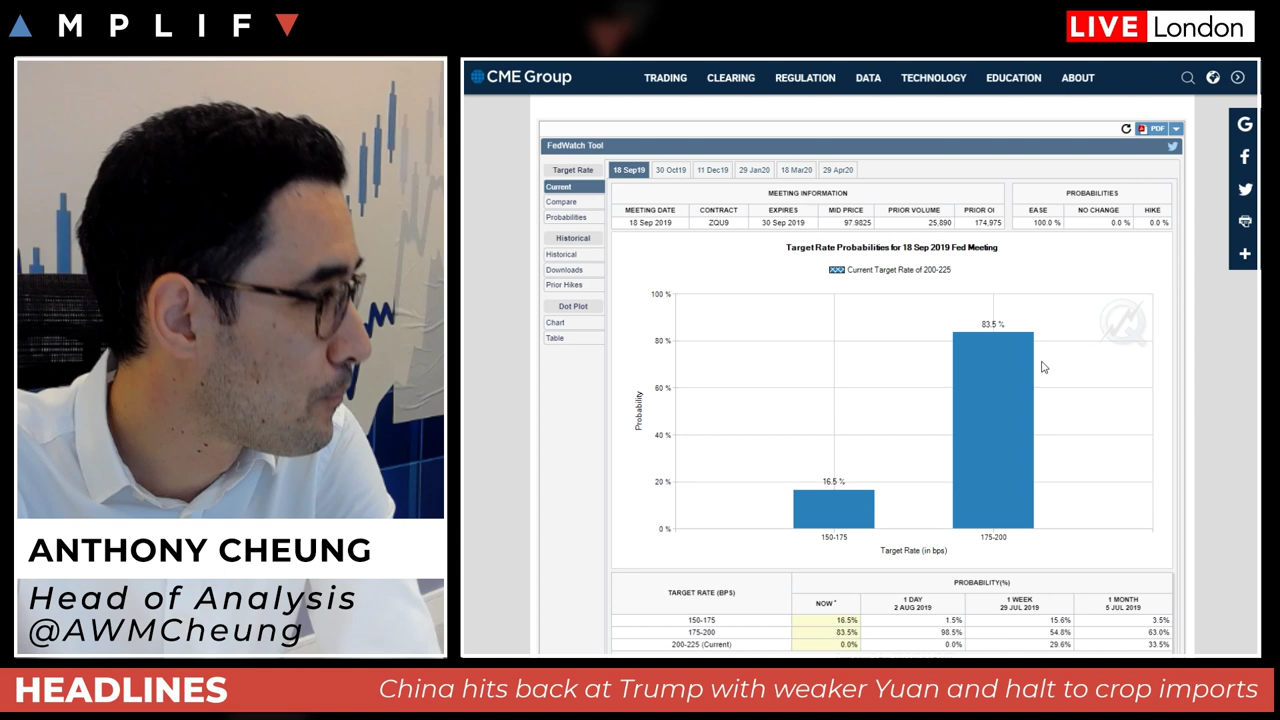 AMPLIFY
LIVE London
CME Group
TRADING CLEARING REGULATION DATA TECHNOLOGY EDUCATION ABOUT
PDF
FedWatch Tool
Target Rate
Current
Compare
Probabilities
Historical
Historical
Downloads
Prior Hikes
Dot Plot
Chart
Table
18 Sep19 30 Oct19 11 Dec19 29 Jan20 18 Mar20 29 Apr20
MEETING INFORMATION
MEETING DATE CONTRACT EXPIRES MID PRICE PRIOR VOLUME PRIOR OI
18 Sep 2019 ZQU9 30 Sep 2019 97.9825 25,890 174,975
PROBABILITIES
EASE NO CHANGE HIKE
100.0 % 0.0 % 0.0 %
Target Rate Probabilities for 18 Sep 2019 Fed Meeting
Current Target Rate of 200-225
Probability
100 %
80 %
60 %
40 %
20 %
0 %
16.5 %
83.5 %
150-175 175-200
Target Rate (in bps)
TARGET RATE (BPS) PROBABILITY(%)
NOW * 1 DAY 1 WEEK 1 MONTH
2 AUG 2019 29 JUL 2019 5 JUL 2019
150-175 16.5% 1.5% 15.6% 3.5%
175-200 83.5% 98.5% 54.8% 63.0%
200-225 (Current) 0.0% 0.0% 29.6% 33.5%
ANTHONY CHEUNG
Head of Analysis
@AWMCheung
HEADLINES China hits back at Trump with weaker Yuan and halt to crop imports